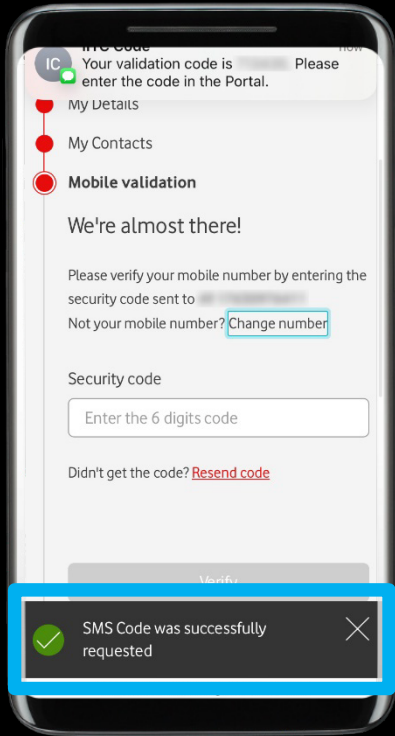 IC
now
Your validation code is Please
enter the code in the Portal.
My Details
My Contacts
Mobile validation
We're almost there!
Please verify your mobile number by entering the
security code sent to
Not your mobile number? Change number
Security code
Enter the 6 digits code
Didn't get the code? Resend code
Verify
SMS Code was successfully
requested